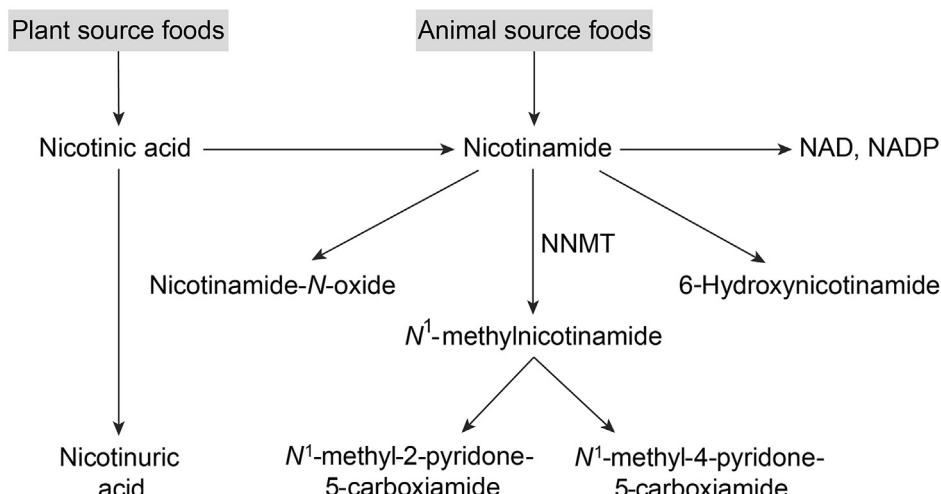 Plant source foods
Animal source foods
Nicotinic acid
Nicotinamide
NAD, NADP
NNMT
Nicotinamide-N-oxide
6-Hydroxynicotinamide
N¹-methylnicotinamide
Nicotinuric
acid
N¹-methyl-2-pyridone-
5-carboxiamide
N¹-methyl-4-pyridone-
5-carboxiamide